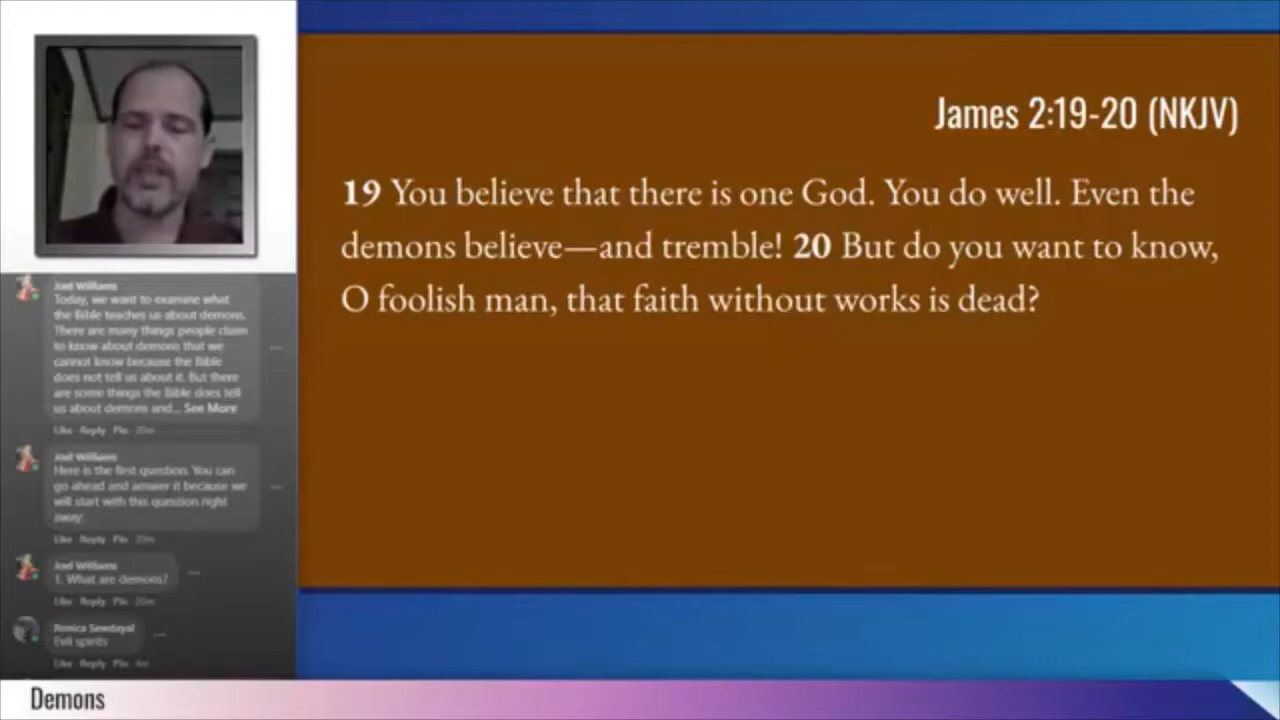 James 2:19-20 (NKJV)
19 You believe that there is one God. You do well. Even the
demons believe—and tremble! 20 But do you want to know,
O foolish man, that faith without works is dead?
Joel Williams
Today, we want to examine what
the Bible teaches us about demons.
There are many things people claim
to know about demons that we
cannot know because the Bible
does not tell us about it. But there
are some things the Bible does tell
us about demons and... See More
Like Reply Pin 20m
Joel Williams
Here is the first question. You can
go ahead and answer it because we
will start with this question right
away:
Like Reply Pin 20m
Joel Williams
1. What are demons?
Like Reply Pin 20m
Ronica Sewdayal
Evil spirits
Like Reply Pin 4m
Demons